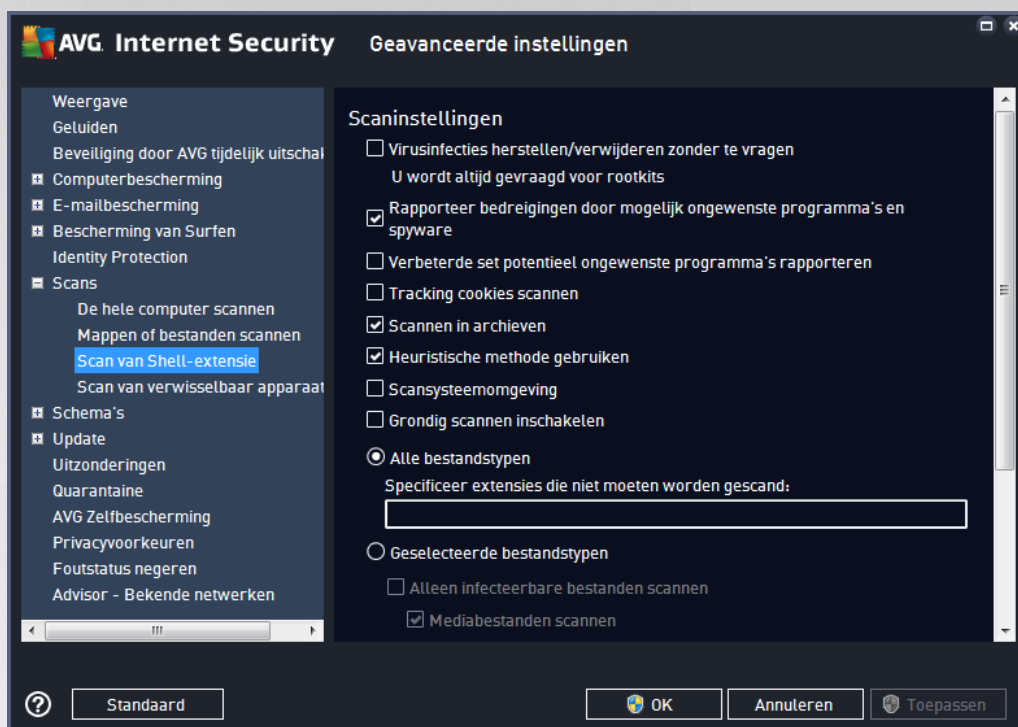 AVG. Internet Security
Geavanceerde instellingen
Weergave
Geluiden
Beveiliging door AVG tijdelijk uitschak
Computerbescherming
E-mailbescherming
Bescherming van Surfen
Identity Protection
Scans
De hele computer scannen
Mappen of bestanden scannen
Scan van Shell-extensie
Scan van verwisselbaar apparaat
Schema's
Update
Uitzonderingen
Quarantaine
AVG Zelfbescherming
Privacyvoorkeuren
Foutstatus negeren
Advisor - Bekende netwerken
Scaninstellingen
Virusinfecties herstellen/verwijderen zonder te vragen
U wordt altijd gevraagd voor rootkits
Rapporteer bedreigingen door mogelijk ongewenste programma's en
spyware
Verbeterde set potentieel ongewenste programma's rapporteren
Tracking cookies scannen
Scannen in archieven
Heuristische methode gebruiken
Scansysteemomgeving
Grondig scannen inschakelen
Alle bestandstypen
Specificeer extensies die niet moeten worden gescand:
Geselecteerde bestandstypen
Alleen infecteerbare bestanden scannen
Mediabestanden scannen
Standaard
OK
Annuleren
Toepassen